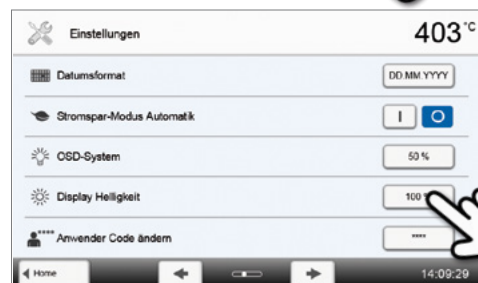 Einstellungen 403 °C
Datumsformat DD.MM.YYYY
Stromspar-Modus Automatik I O
OSD-System 50 %
Display Helligkeit 100
Anwender Code ändern ****
Home 14:09:29